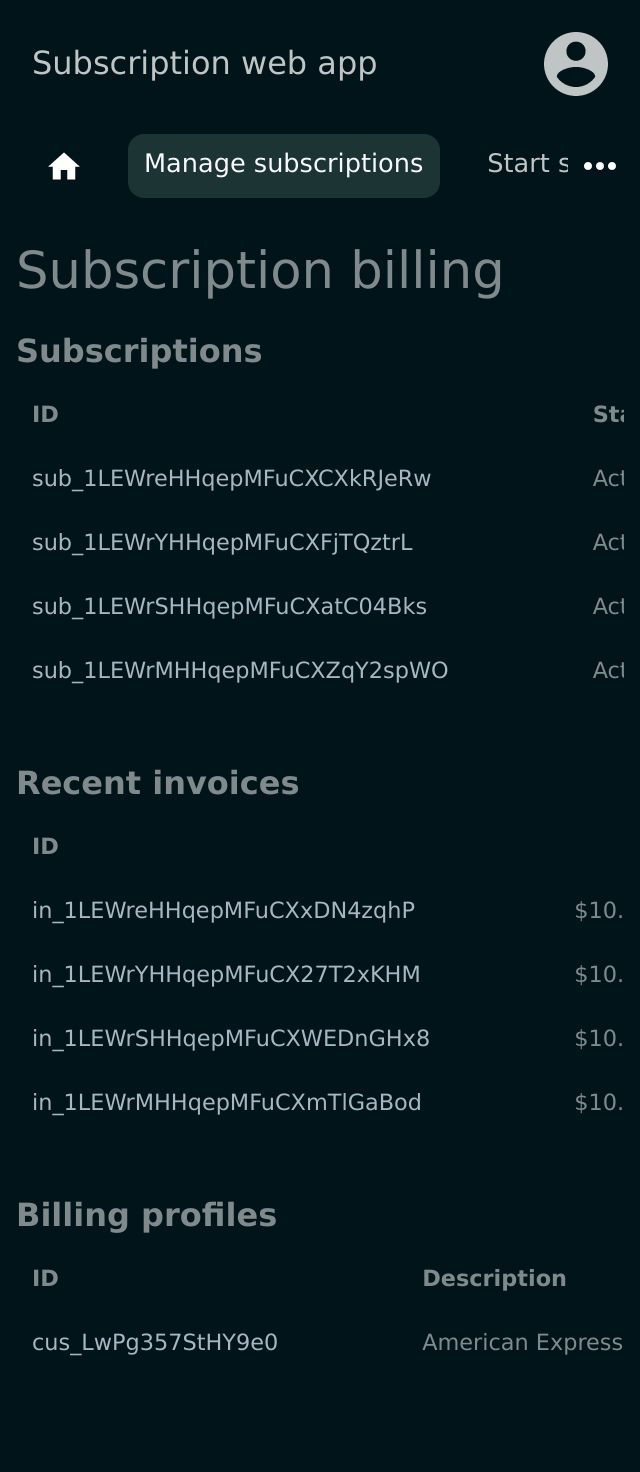 Subscription web app
Manage subscriptions Start s
Subscription billing
Subscriptions
ID Sta
sub_1LEWreHHqepMFuCXCXkRJeRw Act
sub_1LEWrYHHqepMFuCXFjTQztrL Act
sub_1LEWrSHHqepMFuCXatC04Bks Act
sub_1LEWrMHHqepMFuCXZqY2spWO Act
Recent invoices
ID
in_1LEWreHHqepMFuCXxDN4zqhP $10.
in_1LEWrYHHqepMFuCX27T2xKHM $10.
in_1LEWrSHHqepMFuCXWEDnGHx8 $10.
in_1LEWrMHHqepMFuCXmTlGaBod $10.
Billing profiles
ID Description
cus_LwPg357StHY9e0 American Express